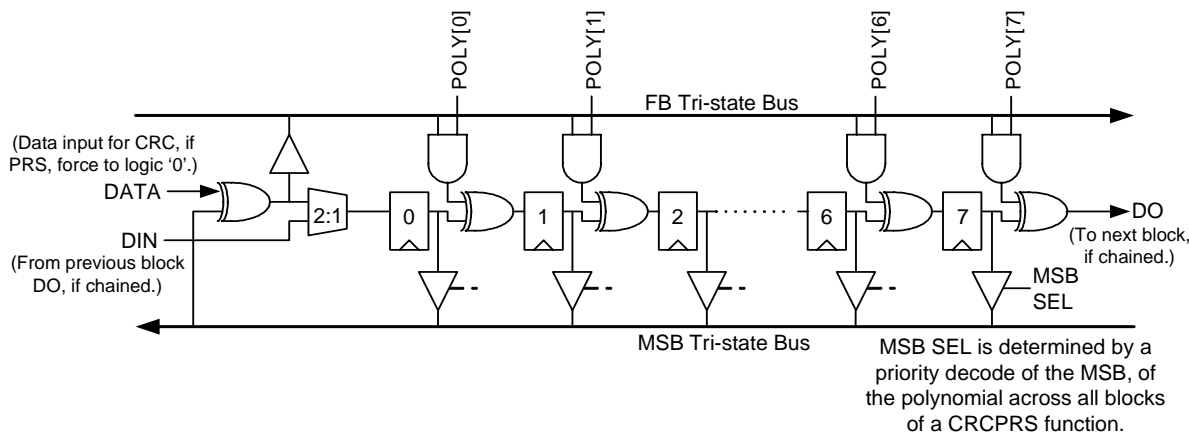 POLY[0]
POLY[1]
POLY[6]
POLY[7]
FB Tri-state Bus
(Data input for CRC, if
PRS, force to logic ‘0’.)
DATA
2:1
0
1
2
6
7
DO
(To next block,
if chained.)
DIN
(From previous block
DO, if chained.)
MSB
SEL
MSB Tri-state Bus
MSB SEL is determined by a
priority decode of the MSB, of
the polynomial across all blocks
of a CRCPRS function.